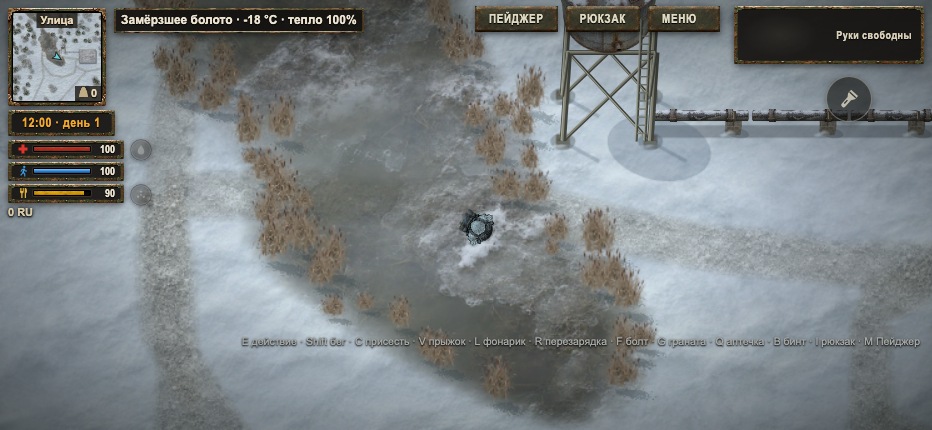 Улица
Замёрзшее болото · -18 °C · тепло 100%
ПЕЙДЖЕР
РЮКЗАК
МЕНЮ
Руки свободны
0
12:00 · день 1
100
100
90
0 RU
E действие · Shift бег · C присесть · V прыжок · L фонарик · R перезарядка · F болт · G граната · Q аптечка · B бинт · I рюкзак · M Пейджер